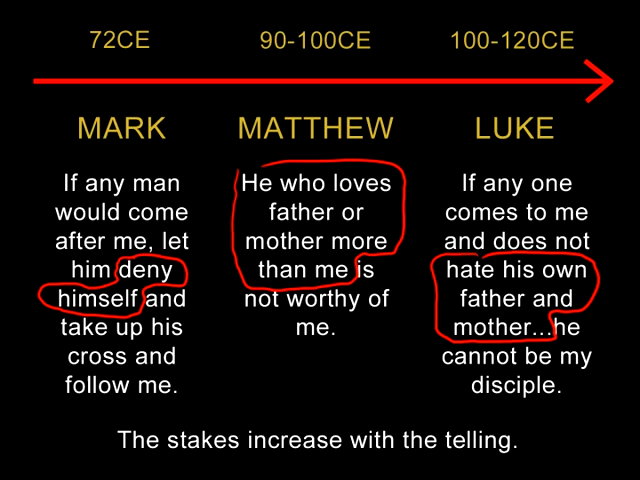 72CE
90-100CE
100-120CE
MARK
MATTHEW
LUKE
If any man
would come
after me, let
him deny
himself and
take up his
cross and
follow me.
He who loves
father or
mother more
than me is
not worthy of
me.
If any one
comes to me
and does not
hate his own
father and
mother...he
cannot be my
disciple.
The stakes increase with the telling.